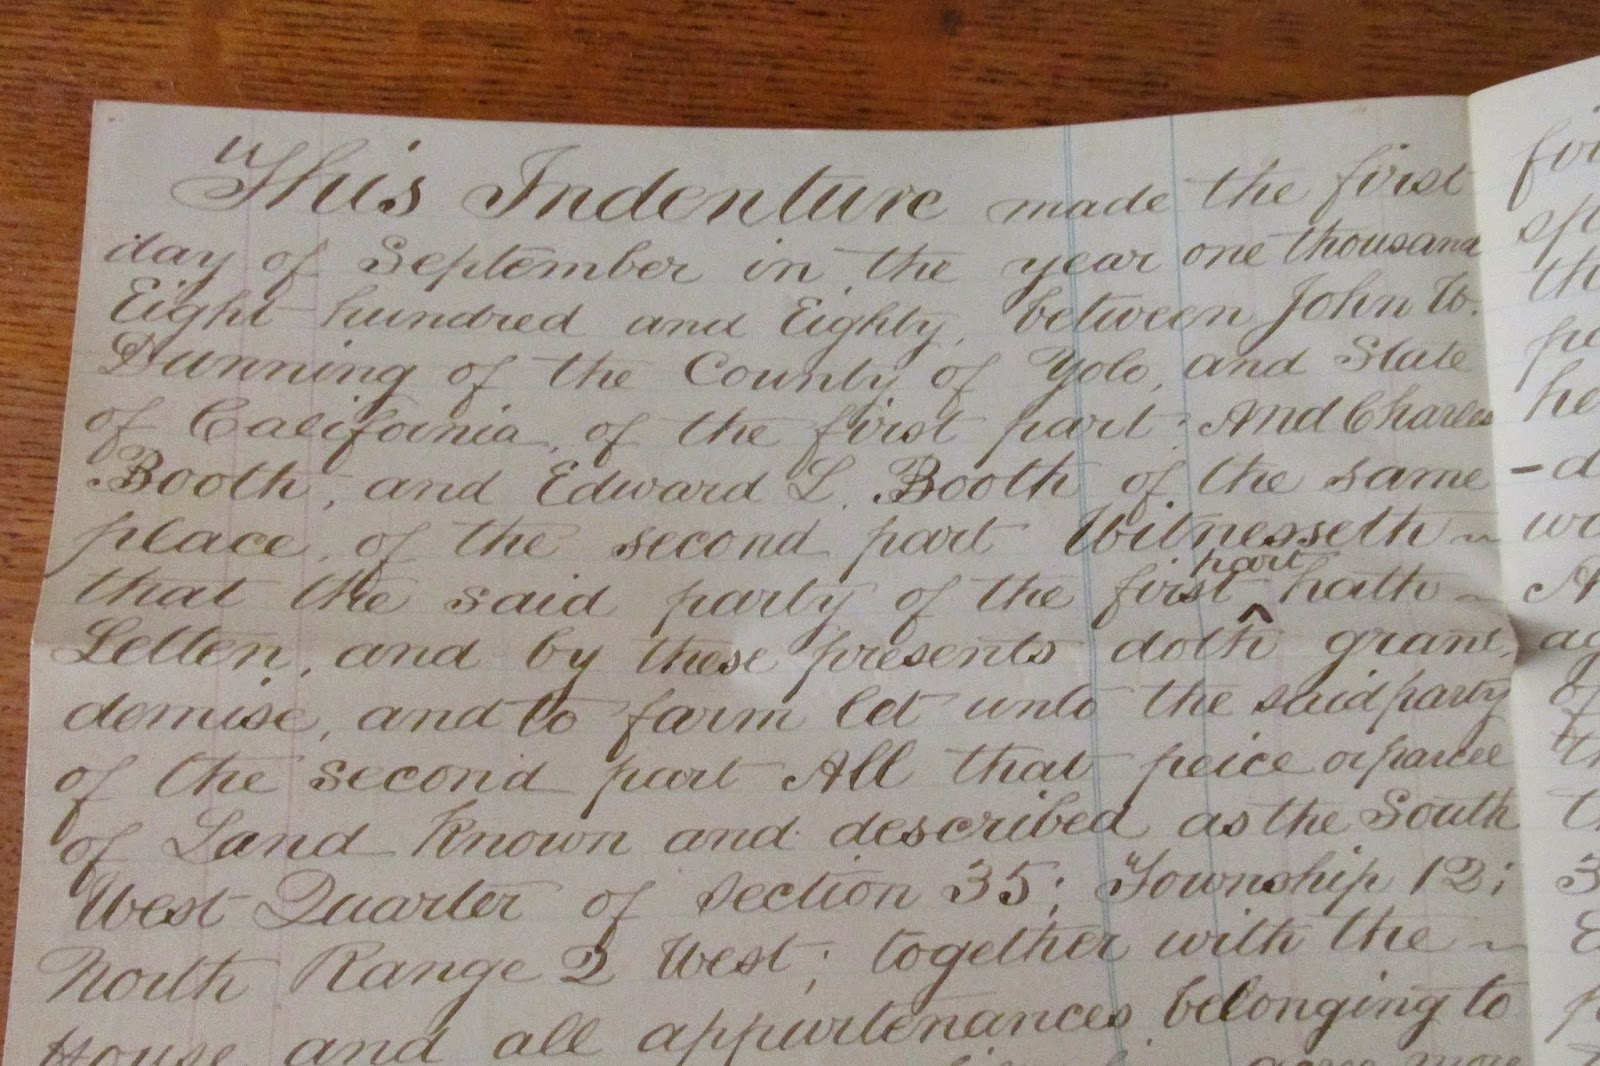 This Indenture made the first
day of September in the year one thousand
Eight hundred and Eighty, between John W.
Dunning of the County of Yolo, and State
of California, of the first part; And Charles
Booth, and Edward L. Booth of the same
place, of the second part Witnesseth ~
that the said party of the first ^part hath ~
Letten, and by these presents doth grant,
demise, and to farm let unto the said party
of the second part All that peice or parcel
of Land Known and described as the South
West Quarter of Section 35; Township 12;
North Range 2 West; together with the ~
House and all appurtenances belonging to
acres more